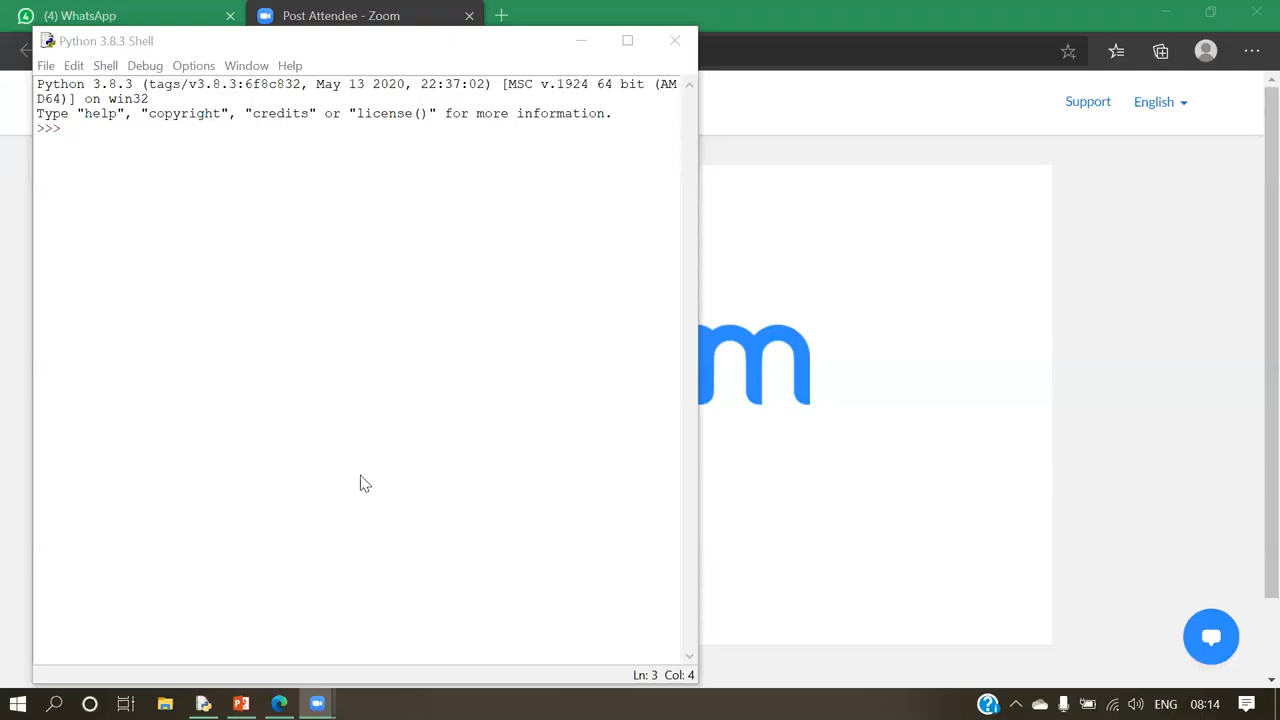 (4) WhatsApp
Post Attendee - Zoom
Python 3.8.3 Shell
File Edit Shell Debug Options Window Help
Python 3.8.3 (tags/v3.8.3:6f8c832, May 13 2020, 22:37:02) [MSC v.1924 64 bit (AM
D64)] on win32
Type "help", "copyright", "credits" or "license()" for more information.
>>>
Support English
m
Ln: 3 Col: 4
ENG 08:14